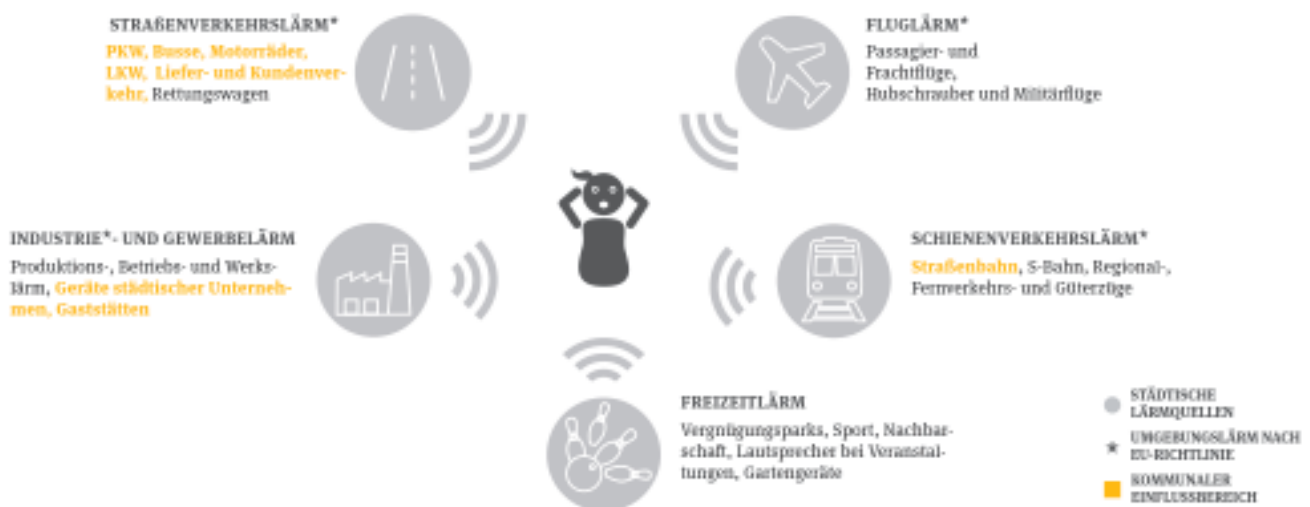 STRAßENVERKEHRSLÄRM*
PKW, Busse, Motorräder,
LKW, Liefer- und Kundenver-
kehr, Rettungswagen
FLUGLÄRM*
Passagier- und
Frachtflüge,
Hubschrauber und Militärflüge
INDUSTRIE*- UND GEWERBELÄRM
Produktions-, Betriebs- und Werks-
lärm, Geräte städtischer Unterneh-
men, Gaststätten
SCHIENENVERKEHRSLÄRM*
Straßenbahn, S-Bahn, Regional-,
Fernverkehrs- und Güterzüge
FREIZEITLÄRM
Vergnügungsparks, Sport, Nachbar-
schaft, Lautsprecher bei Veranstal-
tungen, Gartengeräte
STÄDTISCHE
LÄRMQUELLEN
* UMGEBUNGSLÄRM NACH
EU-RICHTLINIE
KOMMUNALER
EINFLUSSBEREICH